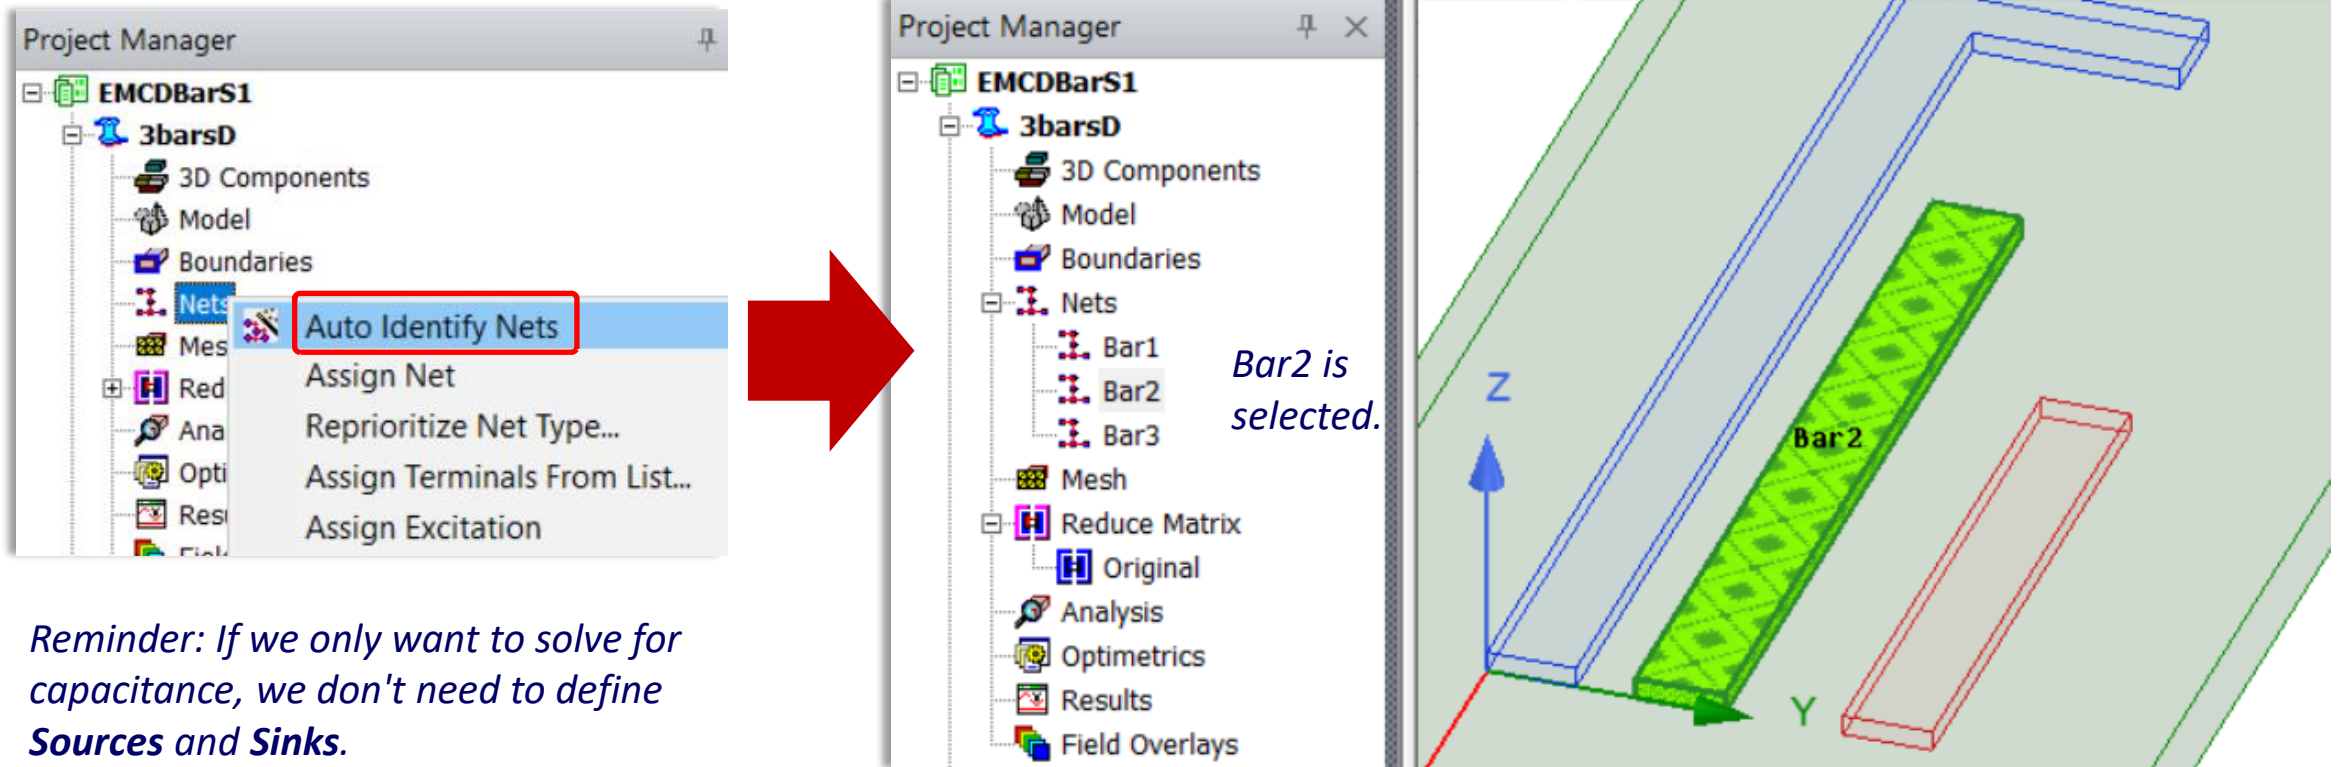 Project Manager
EMCDBarS1
3barsD
3D Components
Model
Boundaries
Nets
Auto Identify Nets
Mes
Assign Net
Red
Reprioritize Net Type...
Ana
Assign Terminals From List...
Opti
Assign Excitation
Resu
Reminder: If we only want to solve for
capacitance, we don't need to define
Sources and Sinks.
Project Manager
EMCDBarS1
3barsD
3D Components
Model
Boundaries
Nets
Bar1
Bar2
Bar3
Mesh
Reduce Matrix
Original
Analysis
Optimetrics
Results
Field Overlays
Bar2 is
selected.
Z
Bar2
Y